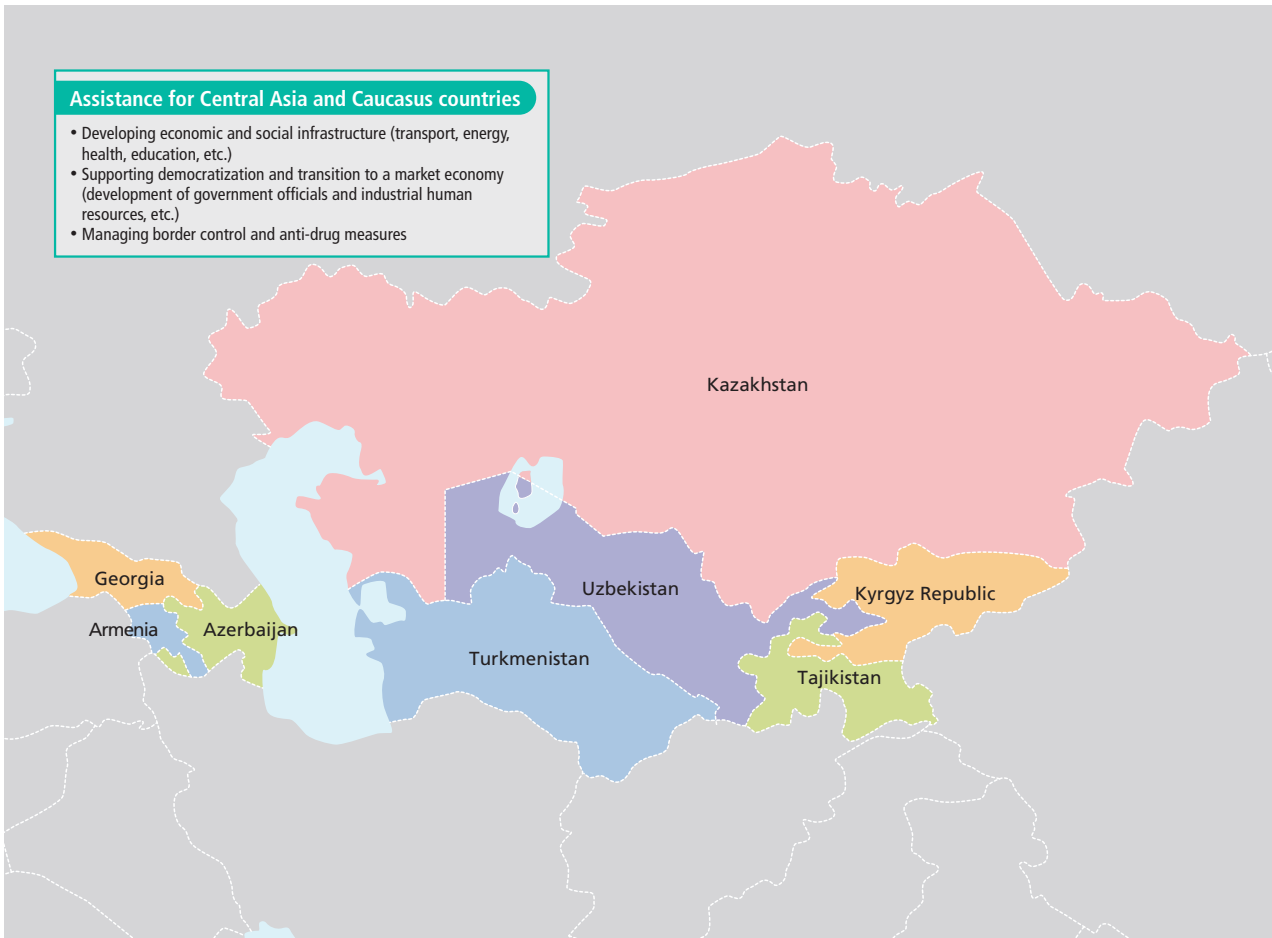 Assistance for Central Asia and Caucasus countries
• Developing economic and social infrastructure (transport, energy,
health, education, etc.)
• Supporting democratization and transition to a market economy
(development of government officials and industrial human
resources, etc.)
• Managing border control and anti-drug measures
Kazakhstan
Georgia
Uzbekistan
Kyrgyz Republic
Armenia
Azerbaijan
Turkmenistan
Tajikistan